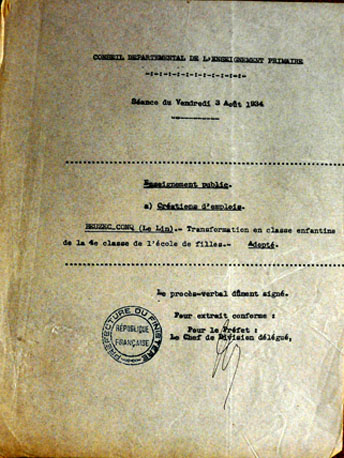 CONSEIL DEPARTEMENTAL DE L'ENSEIGNEMENT PRIMAIRE
Séance du Vendredi 3 Août 1934
Enseignement public.
a) Créations d'emplois.
BEUZEC CONQ (Le Lin).- Transformation en classe enfantine
de la 4e classe de l'école de filles.- Adopté.
Le procès-verbal dûment signé.
Pour extrait conforme :
Pour le Préfet :
Le Chef de Division délégué,
PREFECTURE DU FINISTERE
RÉPUBLIQUE
FRANÇAISE